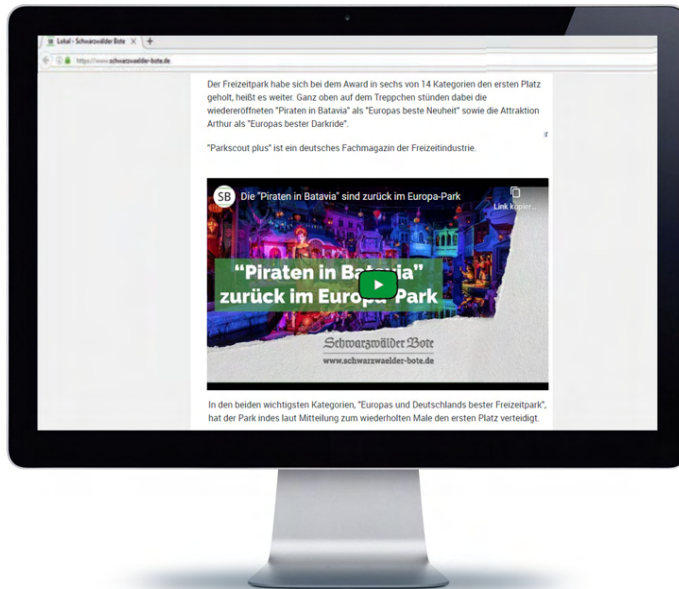 Lokal - Schwarzwälder Bote
https://www.schwarzwaelder-bote.de
Der Freizeitpark habe sich bei dem Award in sechs von 14 Kategorien den ersten Platz
geholt, heißt es weiter. Ganz oben auf dem Treppchen stünden dabei die
wiedereröffneten "Piraten in Batavia" als "Europas beste Neuheit" sowie die Attraktion
Arthur als "Europas bester Darkride".
"Parkscout plus" ist ein deutsches Fachmagazin der Freizeitindustrie.
SB Die "Piraten in Batavia" sind zurück im Europa-Park
Link kopier...
“Piraten in Batavia”
zurück im Europa-Park
Schwarzwälder Bote
www.schwarzwaelder-bote.de
In den beiden wichtigsten Kategorien, "Europas und Deutschlands bester Freizeitpark",
hat der Park indes laut Mitteilung zum wiederholten Male den ersten Platz verteidigt.